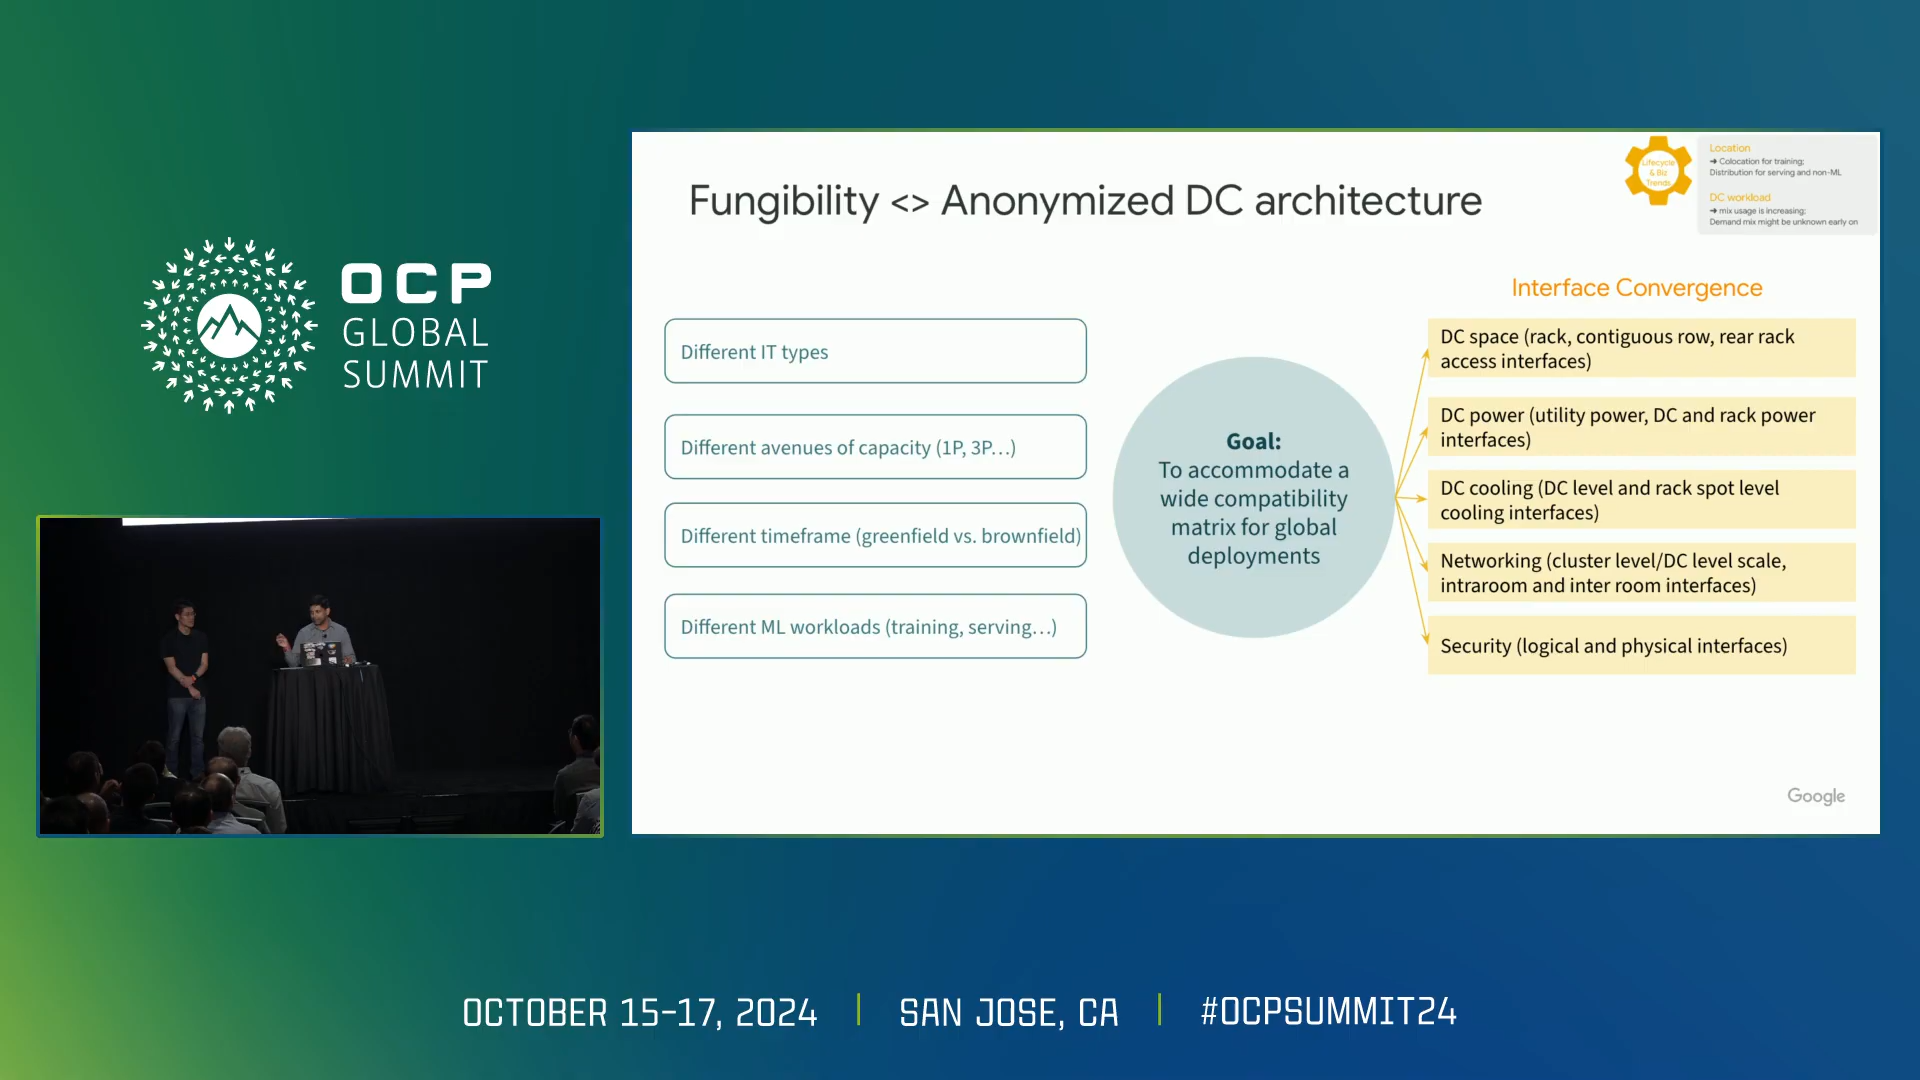 OCP
GLOBAL
SUMMIT
Fungibility <> Anonymized DC architecture
Lifecycle
& Biz
Trends
Location
➔ Colocation for training;
Distribution for serving and non-ML
DC workload
➔ mix usage is increasing;
Demand mix might be unknown early on
Different IT types
Different avenues of capacity (1P, 3P…)
Different timeframe (greenfield vs. brownfield)
Different ML workloads (training, serving…)
Goal:
To accommodate a
wide compatibility
matrix for global
deployments
Interface Convergence
DC space (rack, contiguous row, rear rack
access interfaces)
DC power (utility power, DC and rack power
interfaces)
DC cooling (DC level and rack spot level
cooling interfaces)
Networking (cluster level/DC level scale,
intraroom and inter room interfaces)
Security (logical and physical interfaces)
Google
OCTOBER 15-17, 2024 | SAN JOSE, CA | #OCPSUMMIT24